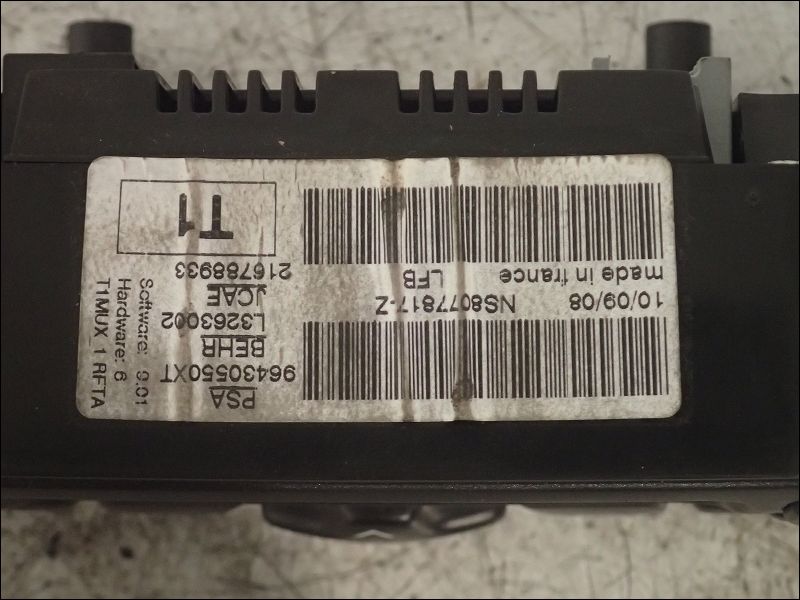 PSA
96430550XT
BEHR
L3263002
JCAE
216788933
T1
10/09/08 NS8077817-Z
made in france LFB
Software: 9.01
Hardware: 6
T1MUX_1 RFTA